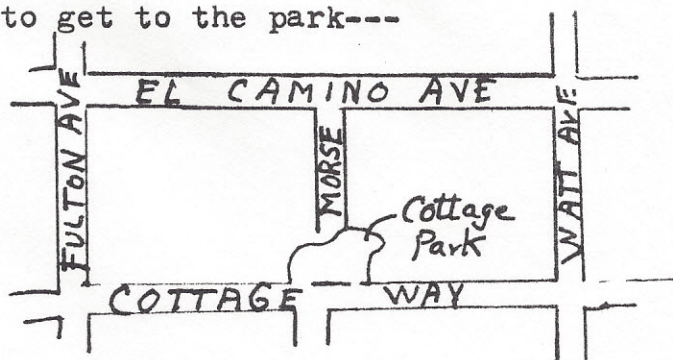 to get to the park---
EL CAMINO AVE
FULTON AVE
MORSE
WATT AVE
Cottage
Park
COTTAGE WAY